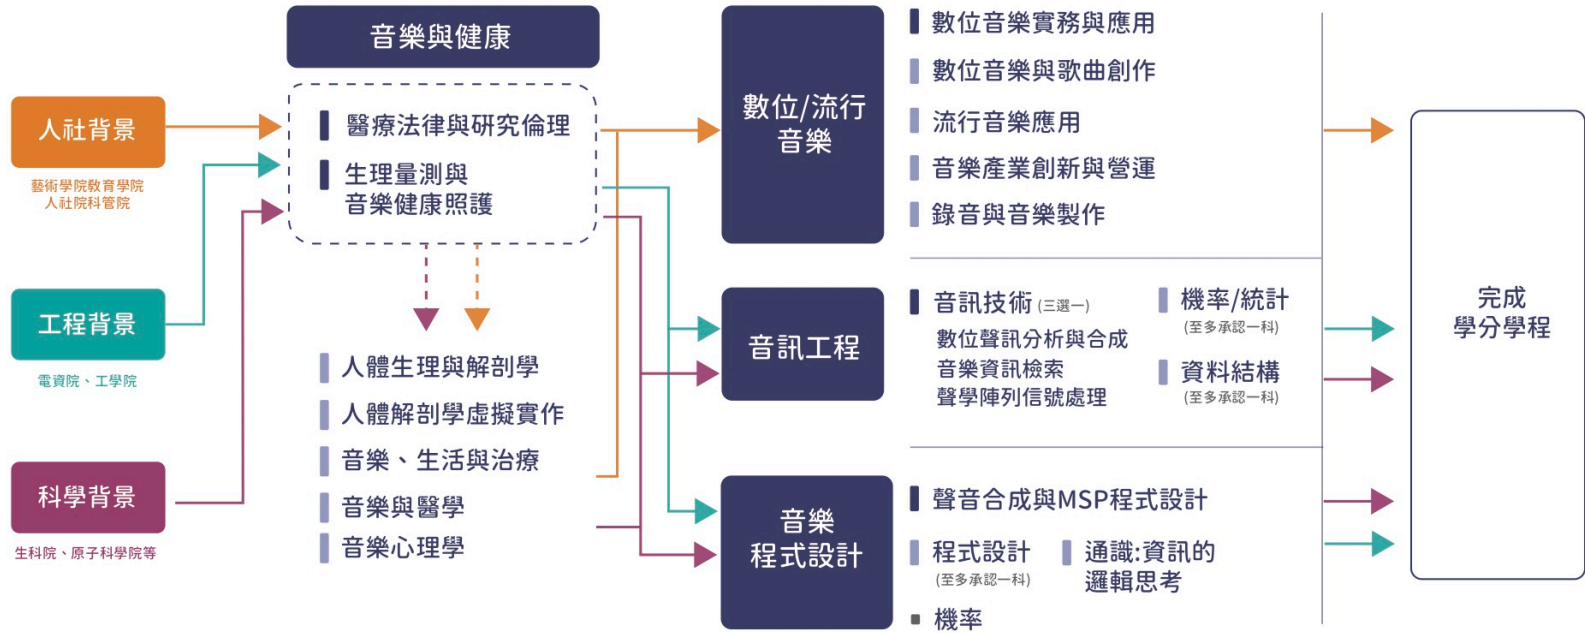 音樂與健康
人社背景
藝術學院教育學院
人社院科管院
工程背景
電資院、工學院
科學背景
生科院、原子科學院等
醫療法律與研究倫理
生理量測與
音樂健康照護
人體生理與解剖學
人體解剖學虛擬實作
音樂、生活與治療
音樂與醫學
音樂心理學
數位/流行
音樂
數位音樂實務與應用
數位音樂與歌曲創作
流行音樂應用
音樂產業創新與營運
錄音與音樂製作
音訊工程
音訊技術 (三選一)
數位聲訊分析與合成
音樂資訊檢索
聲學陣列信號處理
機率/統計
(至多承認一科)
資料結構
(至多承認一科)
音樂
程式設計
聲音合成與MSP程式設計
程式設計
(至多承認一科)
通識:資訊的
邏輯思考
機率
完成
學分學程